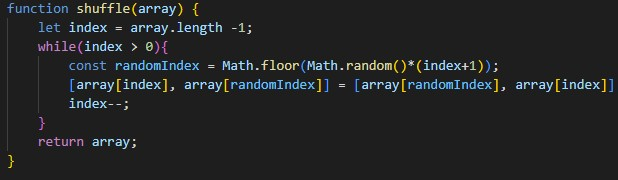 function shuffle(array) {
    let index = array.length -1;
    while(index > 0){
        const randomIndex = Math.floor(Math.random()*(index+1));
        [array[index], array[randomIndex]] = [array[randomIndex], array[index]]
        index--;
    }
    return array;
}